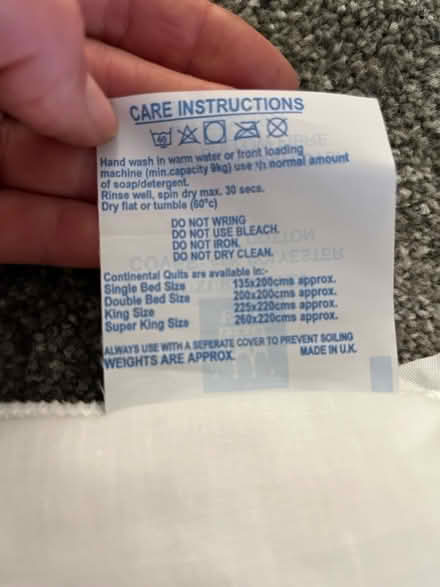 CARE INSTRUCTIONS
Hand wash in warm water or front loading
machine (min.capacity 9kg) use ½ normal amount
of soap/detergent.
Rinse well, spin dry max. 30 secs.
Dry flat or tumble (60°c)
DO NOT WRING
DO NOT USE BLEACH.
DO NOT IRON.
DO NOT DRY CLEAN.
Continental Quits are available in:-
Single Bed Size 135x200cms approx.
Double Bed Size 200x200cms approx.
King Size 225x220cms approx.
Super King Size 260x220cms approx.
ALWAYS USE WITH A SEPERATE COVER TO PREVENT SOILING
WEIGHTS ARE APPROX. MADE IN U.K.